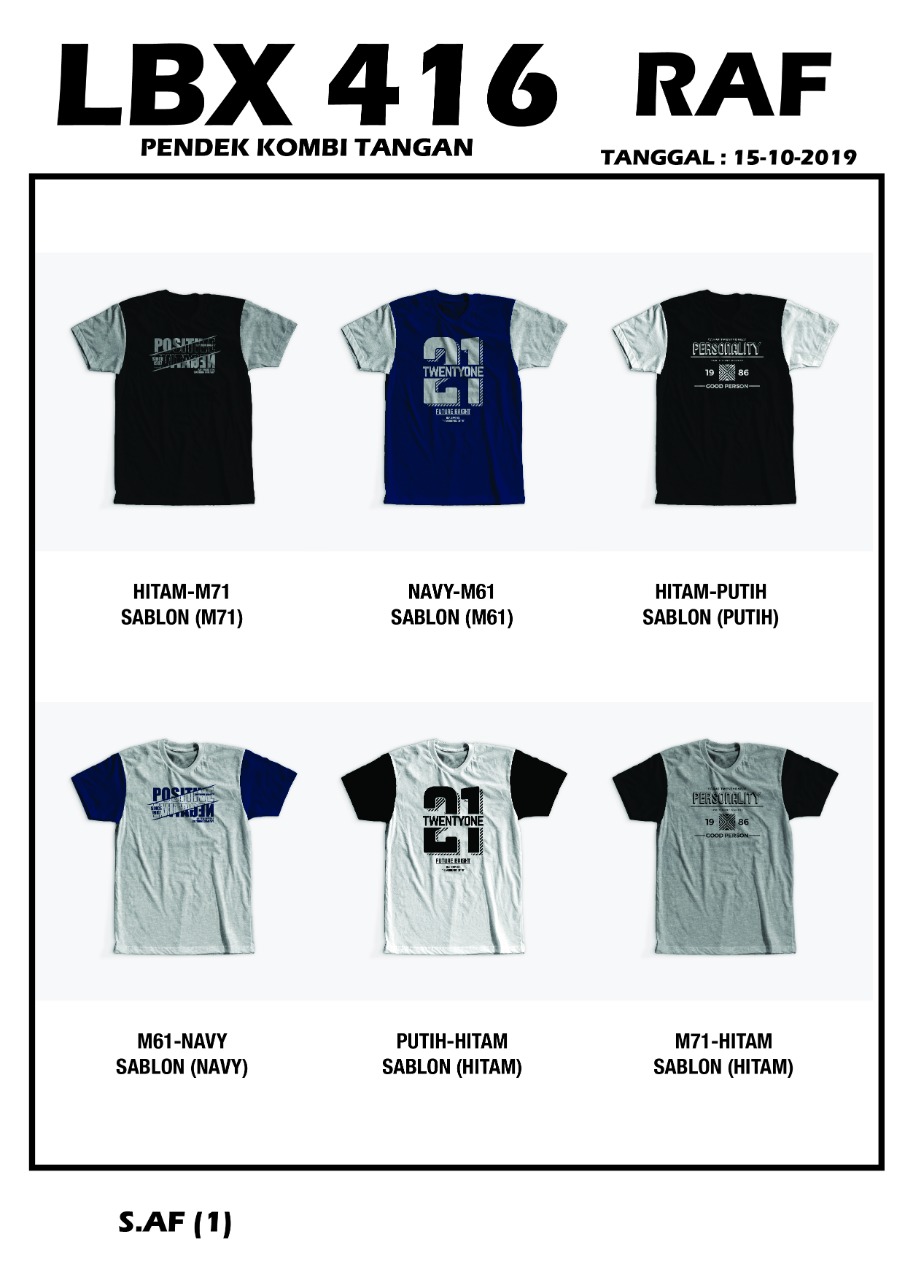 LBX 416
RAF
PENDEK KOMBI TANGAN
TANGGAL : 15-10-2019
POSITIVE
21
TWENTYONE
FUTURE BRIGHT
PERSONALITY
19 86
GOOD PERSON
HITAM-M71
SABLON (M71)
NAVY-M61
SABLON (M61)
HITAM-PUTIH
SABLON (PUTIH)
POSITIVE
21
TWENTYONE
FUTURE BRIGHT
PERSONALITY
19 86
GOOD PERSON
M61-NAVY
SABLON (NAVY)
PUTIH-HITAM
SABLON (HITAM)
M71-HITAM
SABLON (HITAM)
S.AF (1)